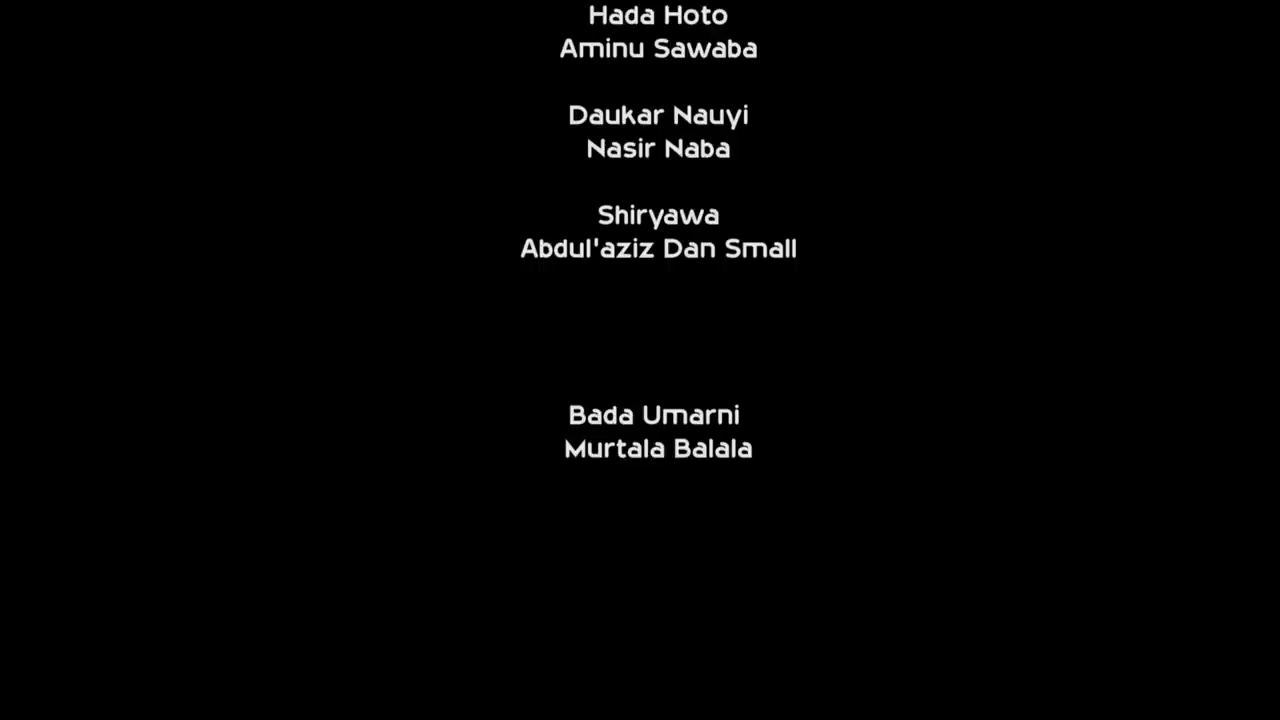 Hada Hoto
Aminu Sawaba
Daukar Nauyi
Nasir Naba
Shiryawa
Abdul'aziz Dan Small
Bada Umarni
Murtala Balala